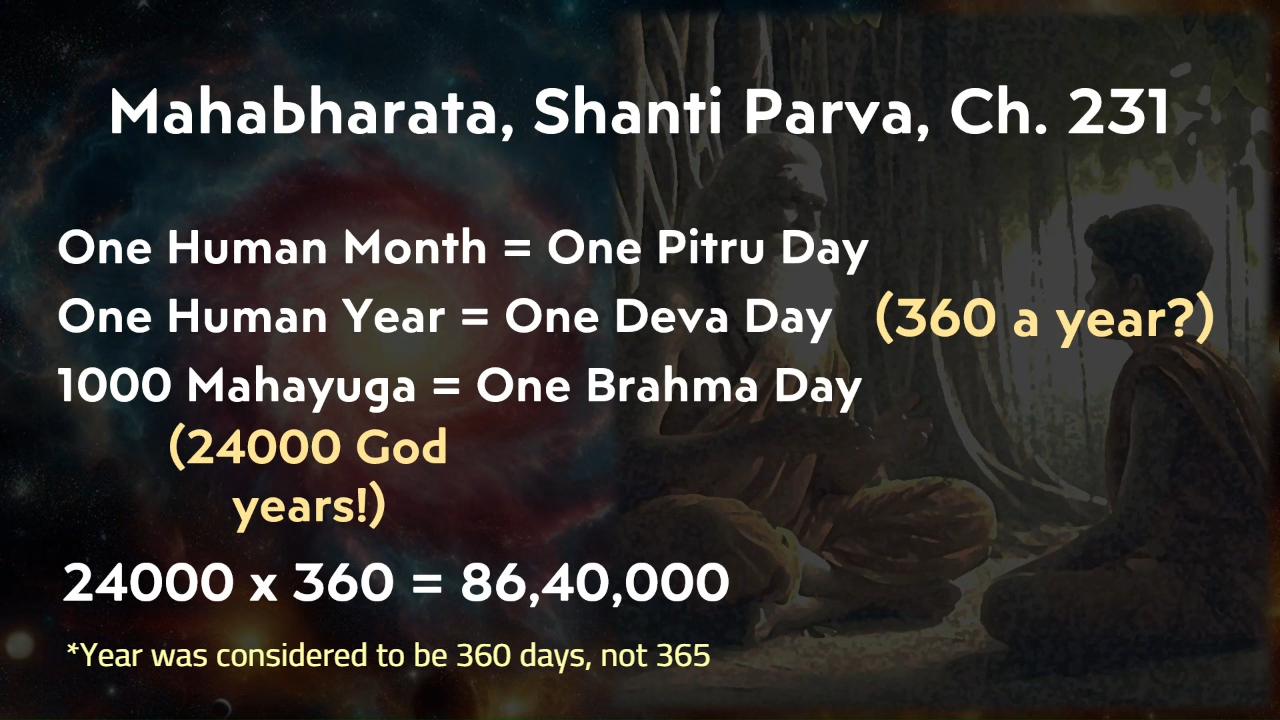 Mahabharata, Shanti Parva, Ch. 231
One Human Month = One Pitru Day
One Human Year = One Deva Day (360 a year?)
1000 Mahayuga = One Brahma Day
(24000 God
years!)
24000 x 360 = 86,40,000
*Year was considered to be 360 days, not 365